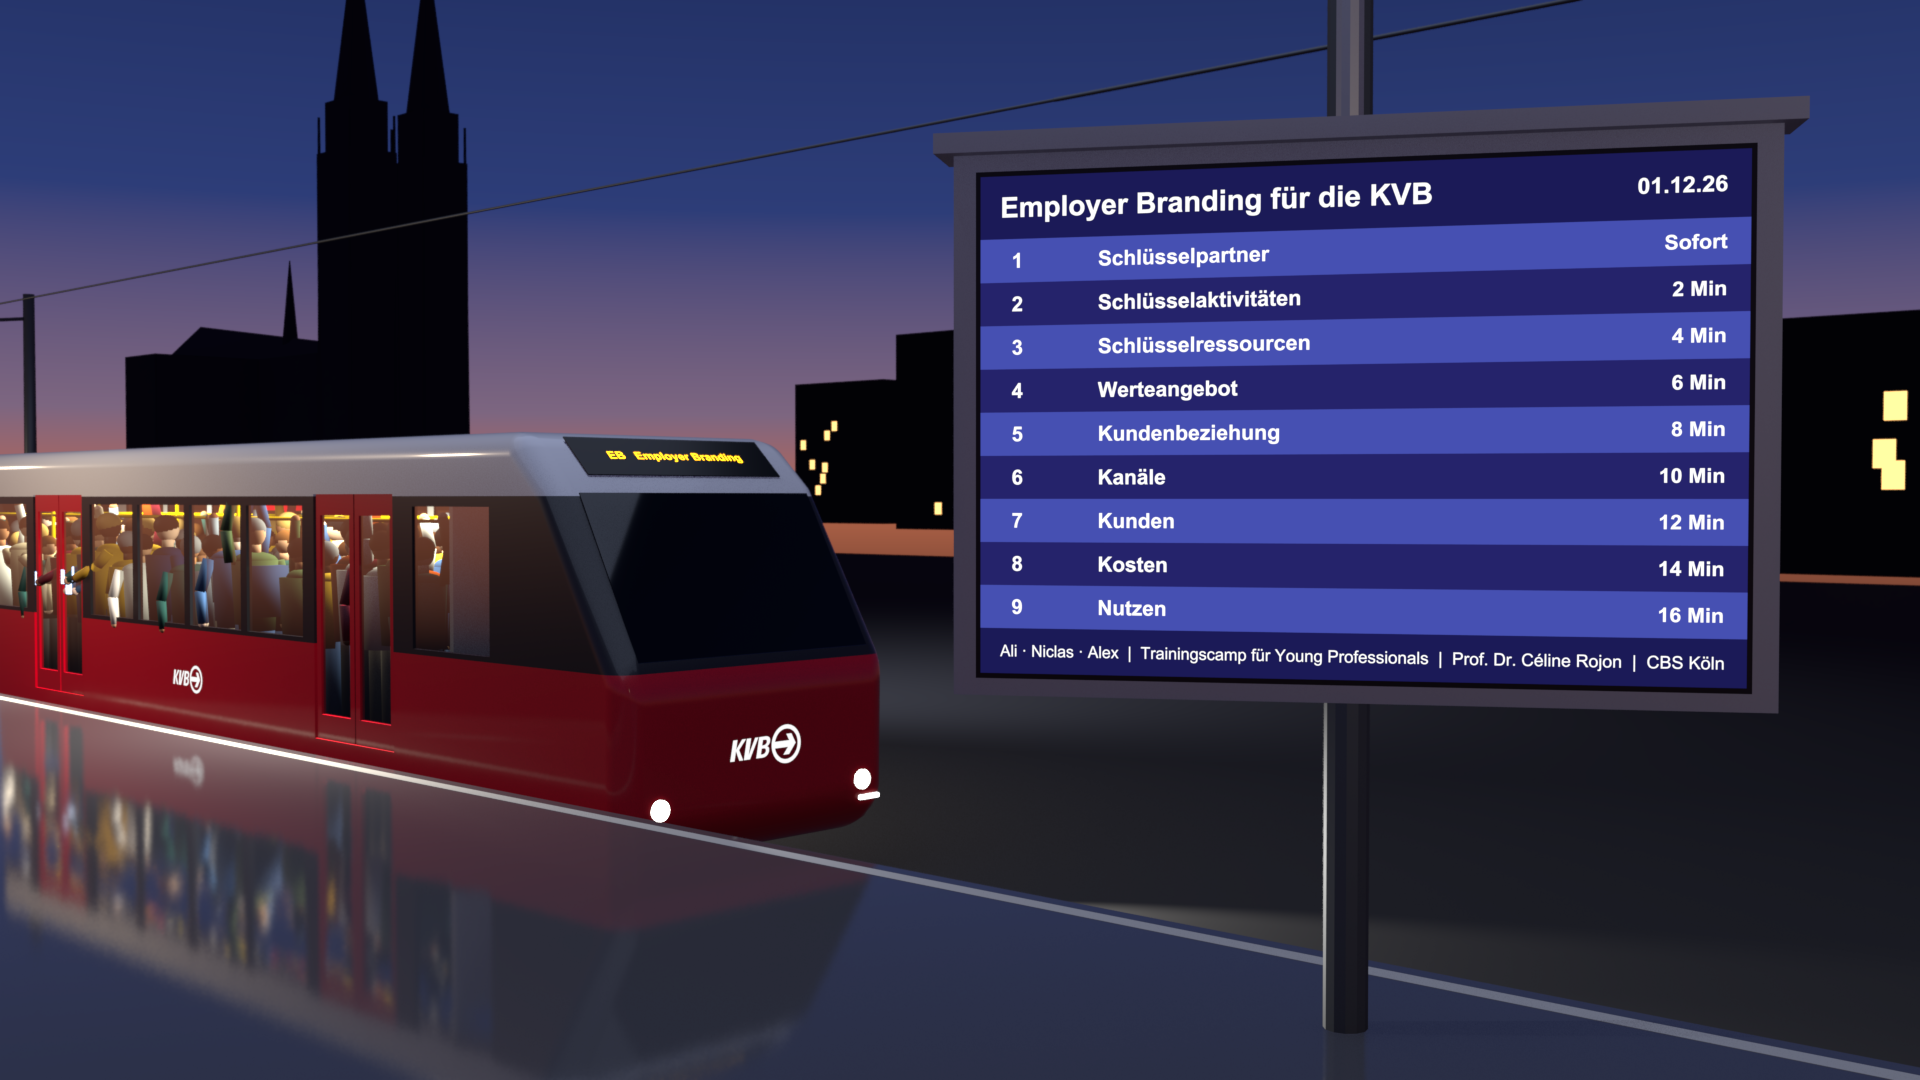 Employer Branding für die KVB 01.12.26
1 Schlüsselpartner Sofort
2 Schlüsselaktivitäten 2 Min
3 Schlüsselressourcen 4 Min
4 Werteangebot 6 Min
5 Kundenbeziehung 8 Min
6 Kanäle 10 Min
7 Kunden 12 Min
8 Kosten 14 Min
9 Nutzen 16 Min
Ali · Niclas · Alex | Trainingscamp für Young Professionals | Prof. Dr. Céline Rojon | CBS Köln
EB Employer Branding
KVB
KVB